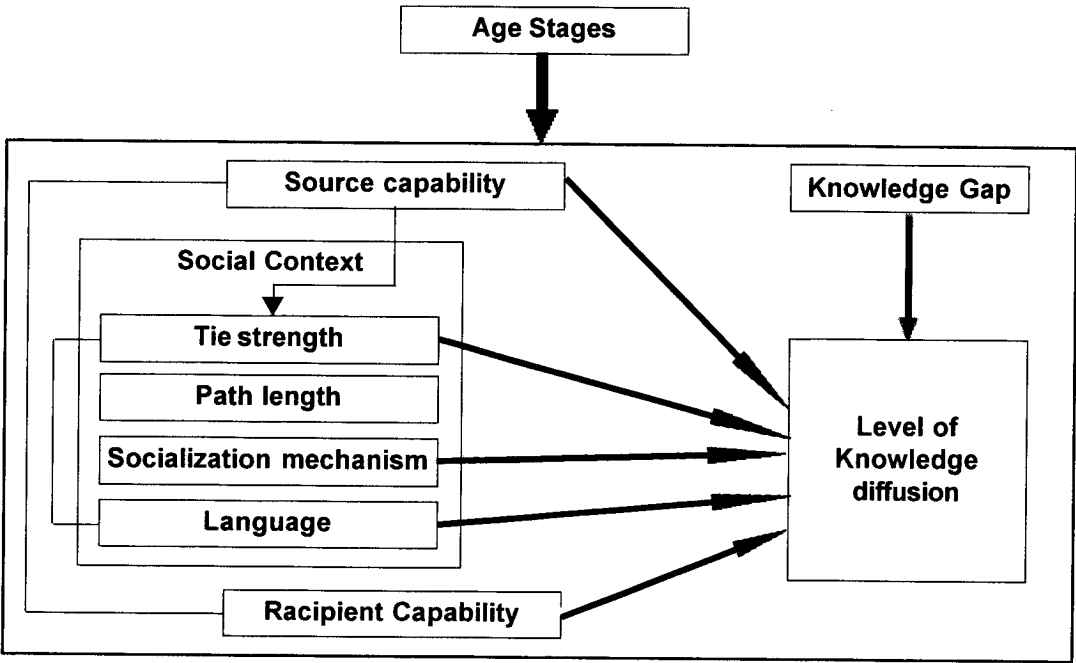 Age Stages
Source capability
Knowledge Gap
Social Context
Tie strength
Path length
Socialization mechanism
Language
Racipient Capability
Level of
Knowledge
diffusion